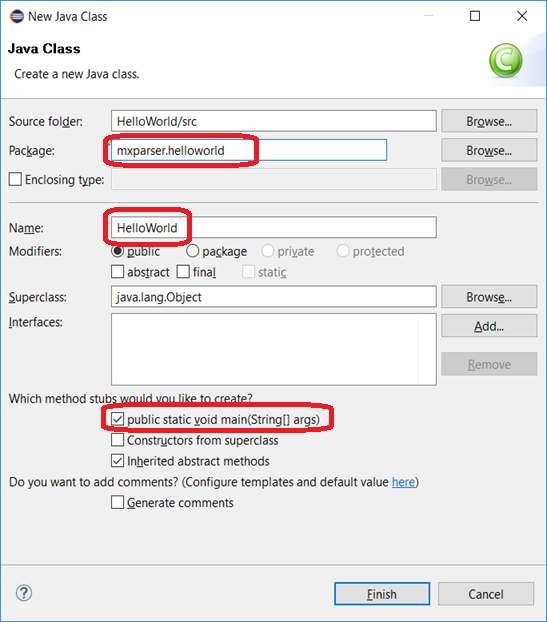 New Java Class
Java Class
Create a new Java class.
C
Source folder: HelloWorld/src Browse...
Package: mxparser.helloworld Browse...
Enclosing type: Browse...
Name: HelloWorld
Modifiers: public package private protected
abstract final static
Superclass: java.lang.Object Browse...
Interfaces: Add...
Remove
Which method stubs would you like to create?
public static void main(String[] args)
Constructors from superclass
Inherited abstract methods
Do you want to add comments? (Configure templates and default value here)
Generate comments
? Finish Cancel